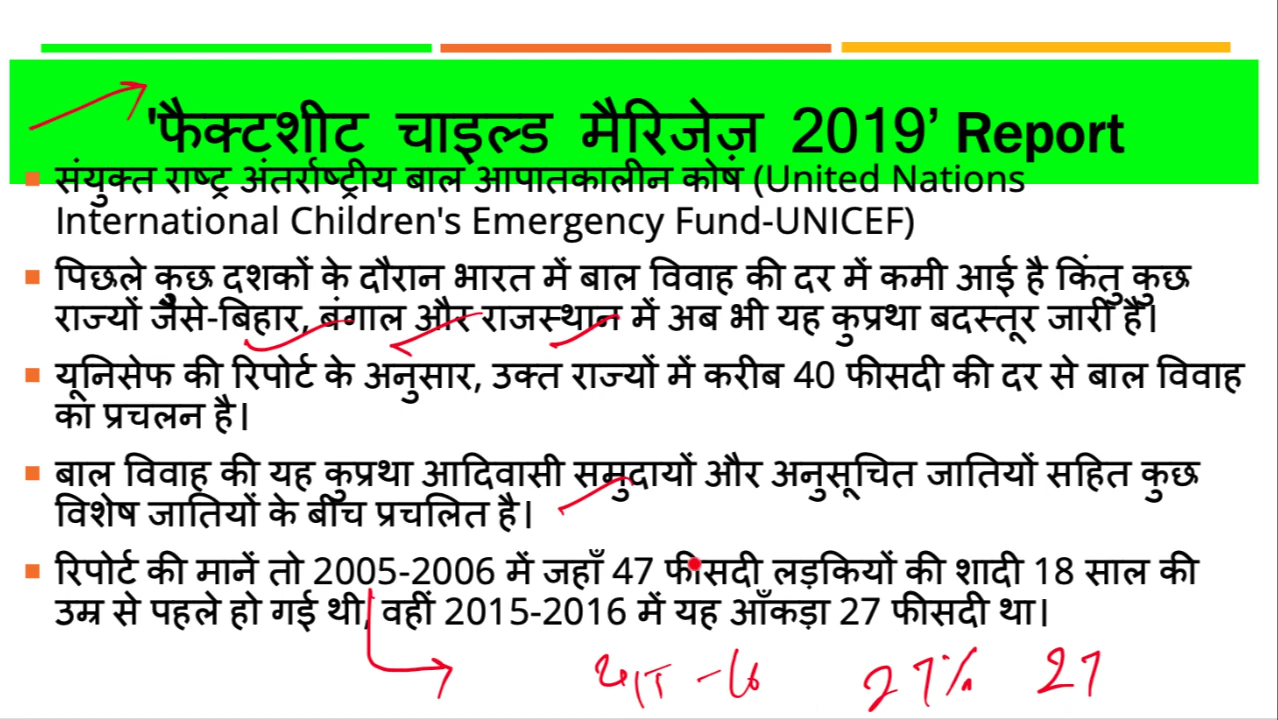 'फैक्टशीट चाइल्ड मैरिजेज़ 2019' Report
संयुक्त राष्ट्र अंतर्राष्ट्रीय बाल आपातकालीन कोष (United Nations
International Children's Emergency Fund-UNICEF)
पिछले कुछ दशकों के दौरान भारत में बाल विवाह की दर में कमी आई है किंतु कुछ
राज्यों जैसे-बिहार, बंगाल और राजस्थान में अब भी यह कुप्रथा बदस्तूर जारी है।
यूनिसेफ की रिपोर्ट के अनुसार, उक्त राज्यों में करीब 40 फीसदी की दर से बाल विवाह
का प्रचलन है।
बाल विवाह की यह कुप्रथा आदिवासी समुदायों और अनुसूचित जातियों सहित कुछ
विशेष जातियों के बीच प्रचलित है।
रिपोर्ट की मानें तो 2005-2006 में जहाँ 47 फीसदी लड़कियों की शादी 18 साल की
उम्र से पहले हो गई थी, वहीं 2015-2016 में यह आँकड़ा 27 फीसदी था।
27% 27